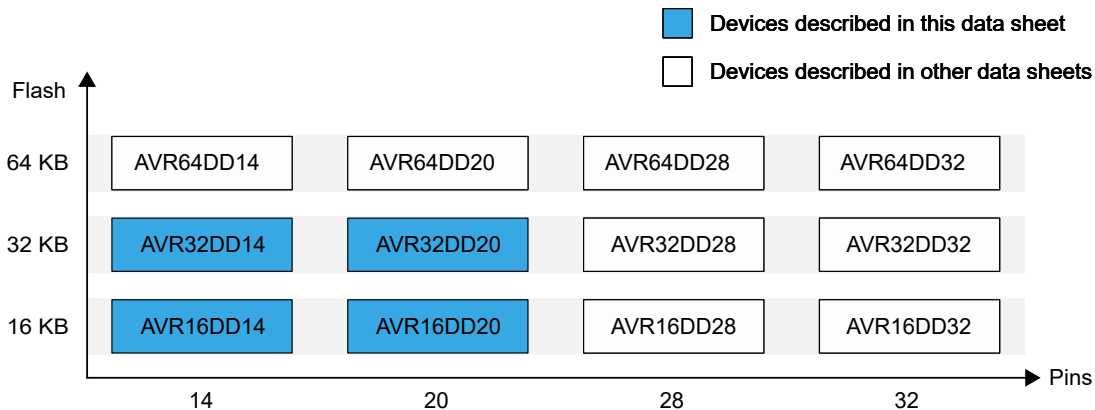 Devices described in this data sheet
Devices described in other data sheets
Flash
64 KB AVR64DD14 AVR64DD20 AVR64DD28 AVR64DD32
32 KB AVR32DD14 AVR32DD20 AVR32DD28 AVR32DD32
16 KB AVR16DD14 AVR16DD20 AVR16DD28 AVR16DD32
Pins
14 20 28 32